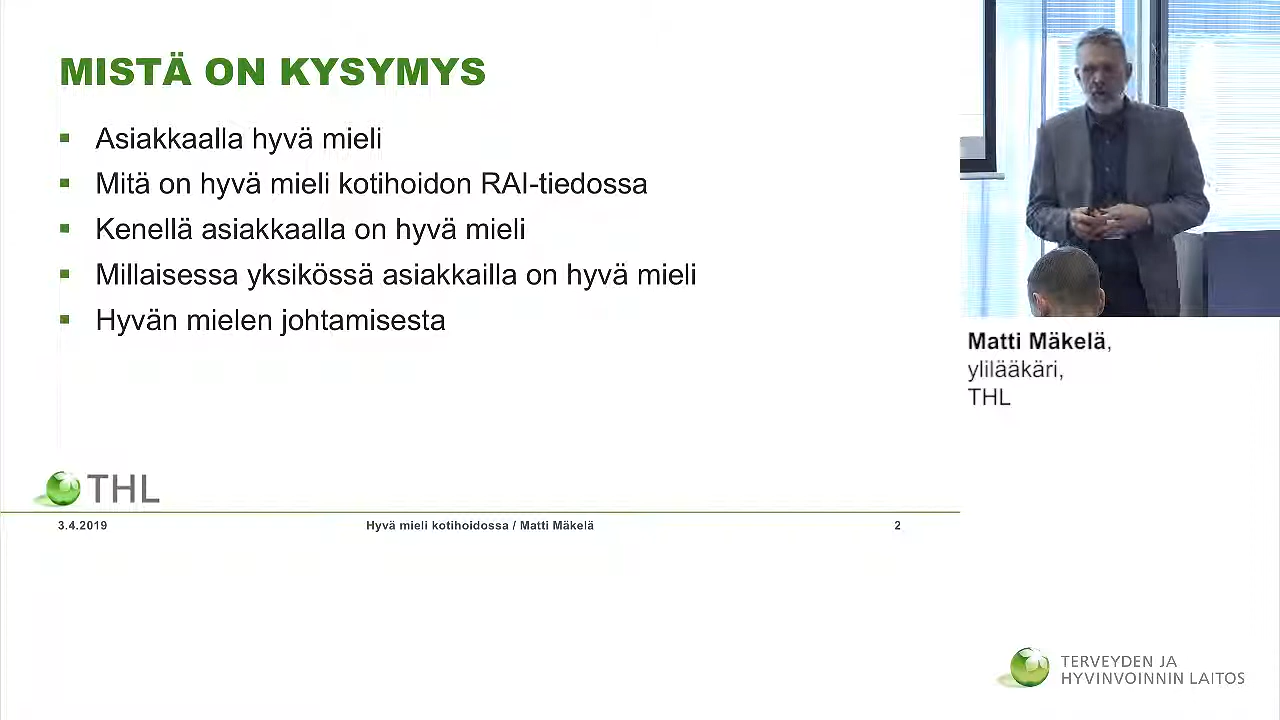 MISTÄ ON KYSYMYS
Asiakkaalla hyvä mieli
Mitä on hyvä mieli kotihoidon RAI-tiedossa
Kenellä asiakkaalla on hyvä mieli
Millaisessa yksikössä asiakkailla on hyvä mieli
Hyvän mielen jontamisesta
THL
3.4.2019
Hyvä mieli kotihoidossa / Matti Mäkelä
2
Matti Mäkelä,
ylilääkäri,
THL
TERVEYDEN JA
HYVINVOINNIN LAITOS